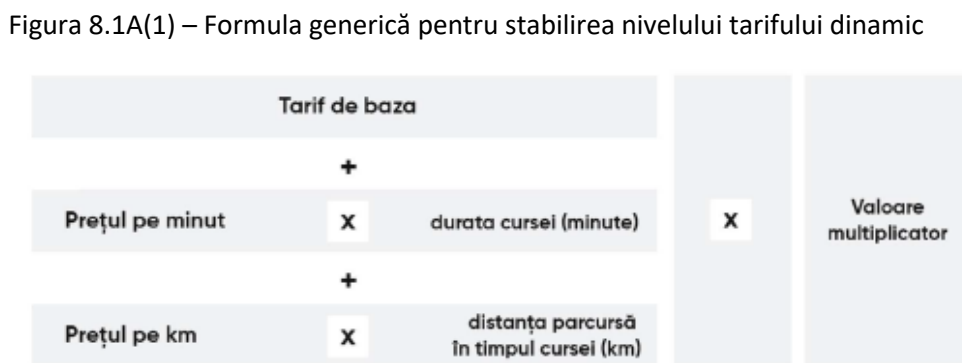 Figura 8.1A(1) – Formula generică pentru stabilirea nivelului tarifului dinamic
Tarif de baza
+
Prețul pe minut X durata cursei (minute)
X
Valoare
multiplicator
+
Prețul pe km X distanța parcursă
în timpul cursei (km)